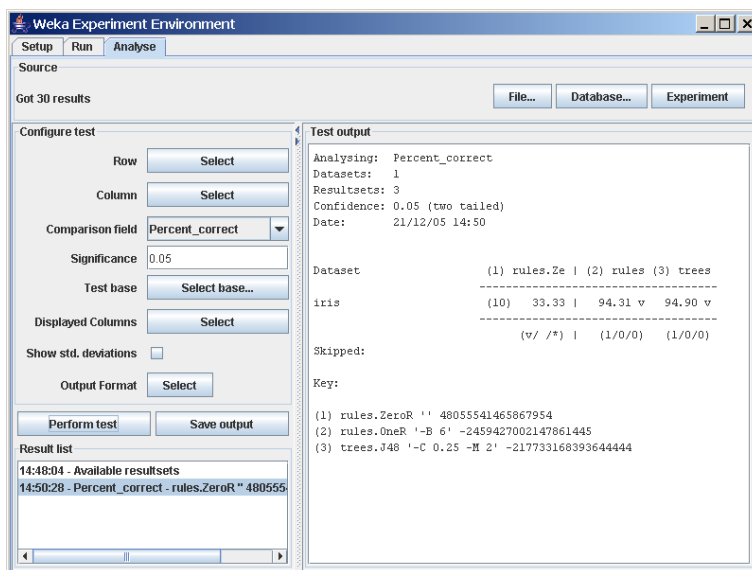 Weka Experiment Environment
Setup Run Analyse
Source
Got 30 results
File... Database... Experiment
Configure test
Row Select
Column Select
Comparison field Percent_correct
Significance 0.05
Test base Select base...
Displayed Columns Select
Show std. deviations
Output Format Select
Perform test Save output
Result list
14:48:04 - Available resultsets
14:50:28 - Percent_correct - rules.ZeroR '' 480555
Test output
Analysing: Percent_correct
Datasets: 1
Resultsets: 3
Confidence: 0.05 (two tailed)
Date: 21/12/05 14:50
Dataset (1) rules.Ze | (2) rules (3) trees
----------------------------------------
iris (10) 33.33 | 94.31 v 94.90 v
----------------------------------------
(v/ /*) | (1/0/0) (1/0/0)
Skipped:
Key:
(1) rules.ZeroR '' 48055541465867954
(2) rules.OneR '-B 6' -2459427002147861445
(3) trees.J48 '-C 0.25 -M 2' -217733168393644444